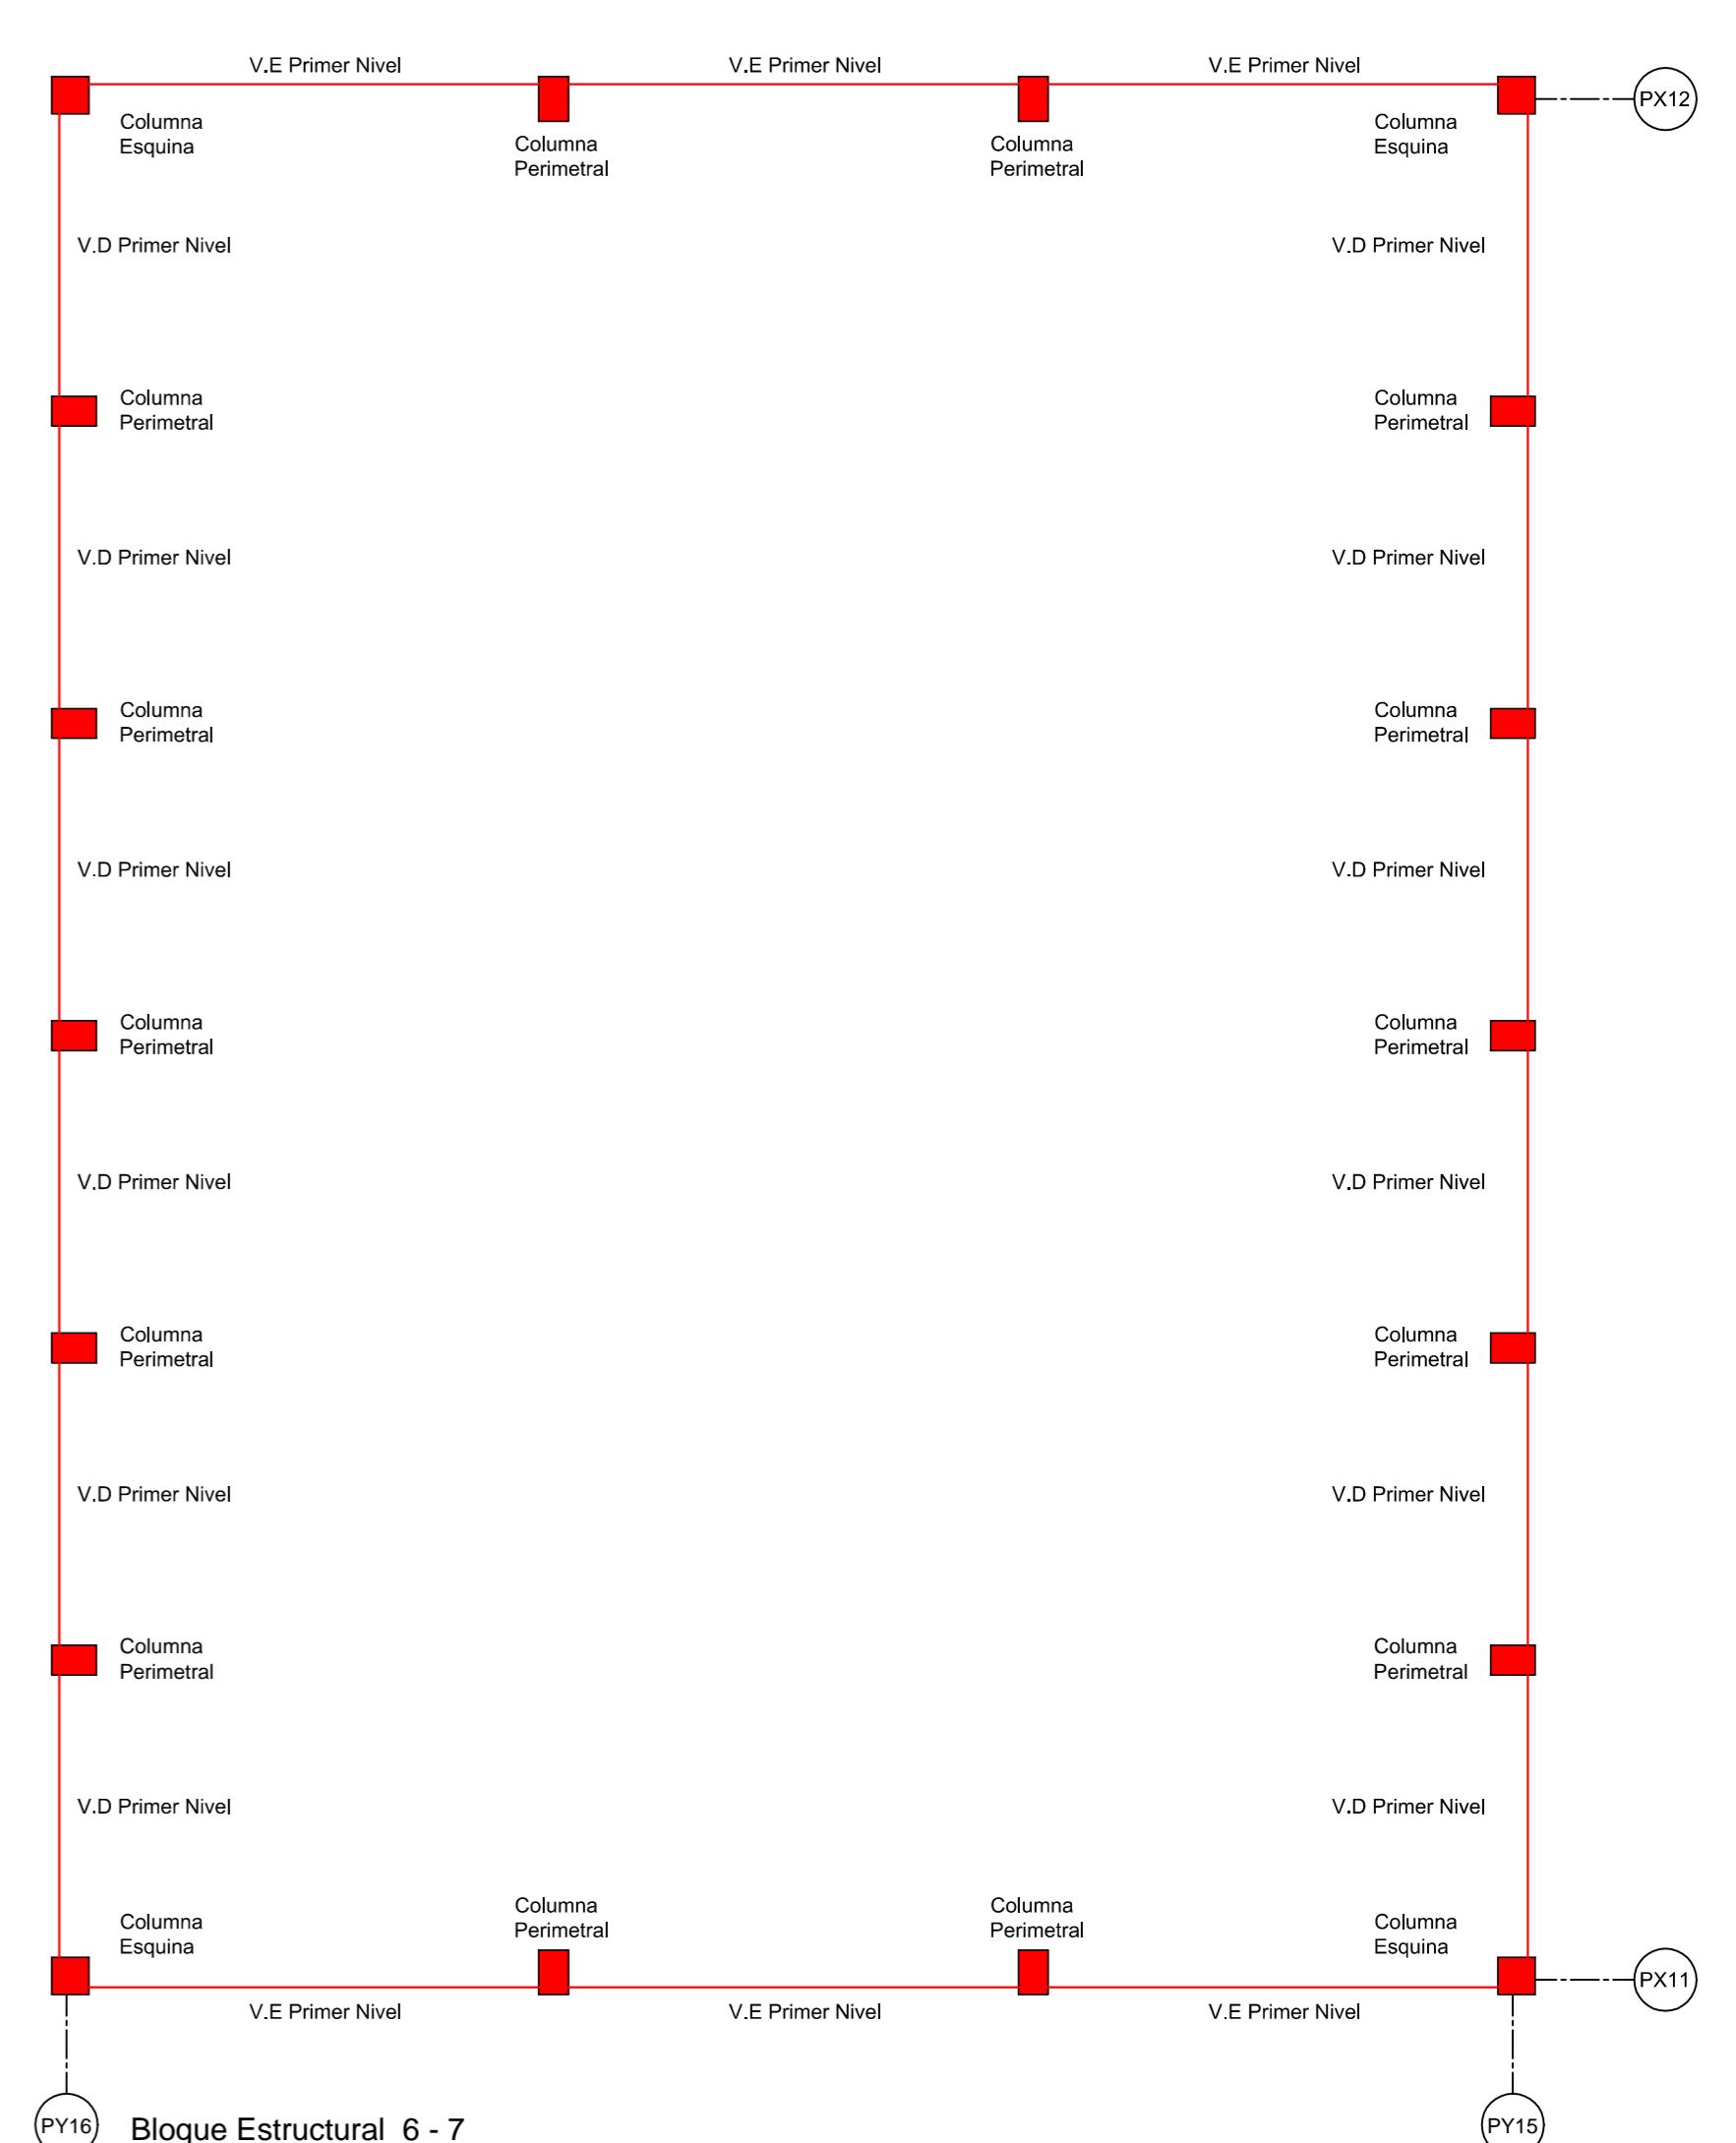 V.E Primer Nivel
V.E Primer Nivel
V.E Primer Nivel
PX12
Columna
Esquina
Columna
Perimetral
Columna
Perimetral
Columna
Esquina
V.D Primer Nivel
V.D Primer Nivel
Columna
Perimetral
Columna
Perimetral
V.D Primer Nivel
V.D Primer Nivel
Columna
Perimetral
Columna
Perimetral
V.D Primer Nivel
V.D Primer Nivel
Columna
Perimetral
Columna
Perimetral
V.D Primer Nivel
V.D Primer Nivel
Columna
Perimetral
Columna
Perimetral
V.D Primer Nivel
V.D Primer Nivel
Columna
Perimetral
Columna
Perimetral
V.D Primer Nivel
V.D Primer Nivel
Columna
Esquina
Columna
Perimetral
Columna
Perimetral
Columna
Esquina
PX11
V.E Primer Nivel
V.E Primer Nivel
V.E Primer Nivel
PY16
Bloque Estructural 6 - 7
PY15